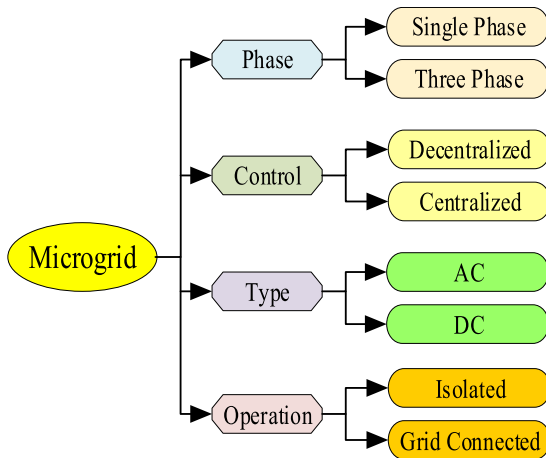 Microgrid
Phase
Single Phase
Three Phase
Control
Decentralized
Centralized
Type
AC
DC
Operation
Isolated
Grid Connected